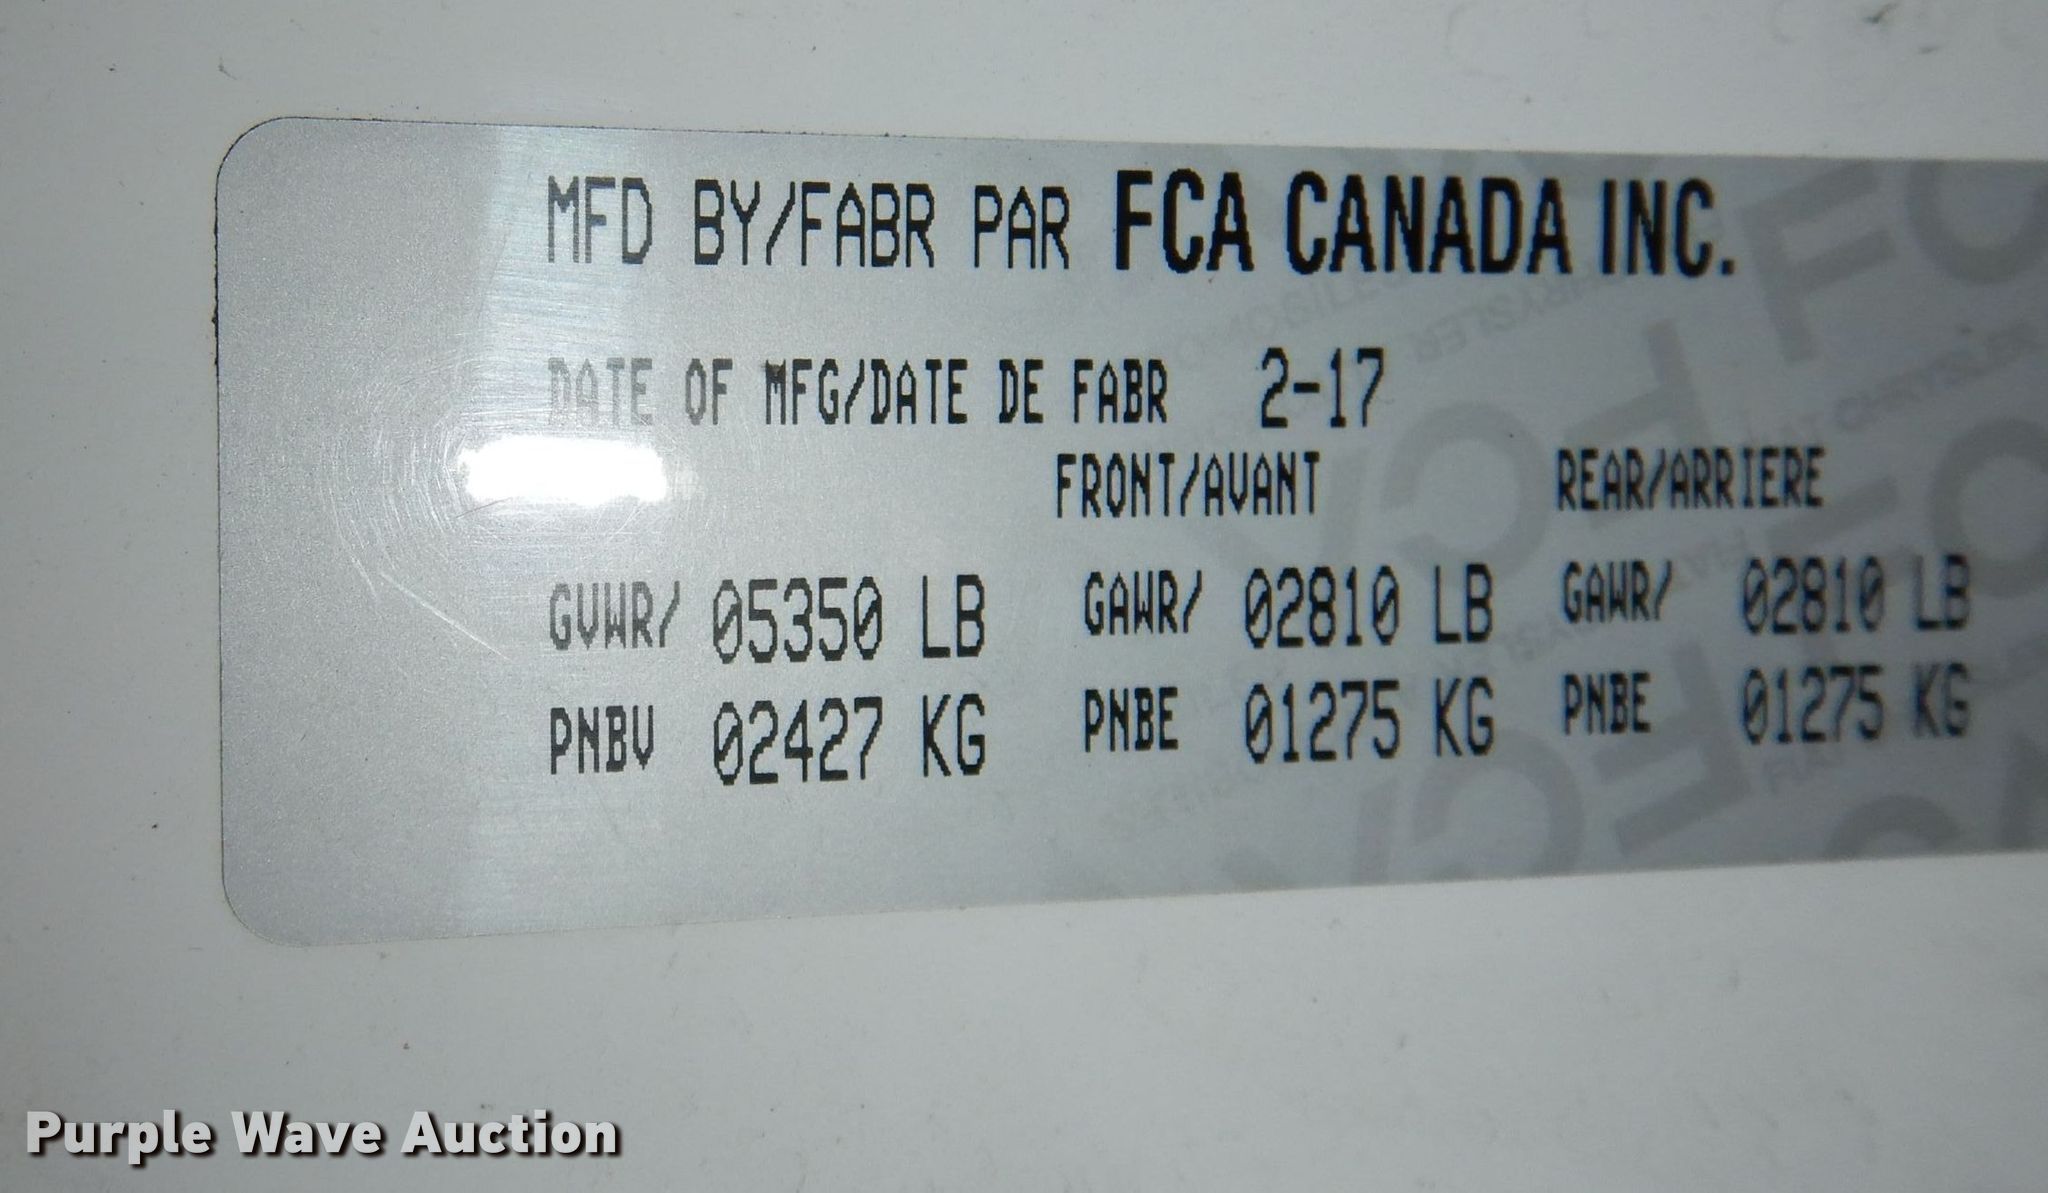 MFD BY/FABR PAR FCA CANADA INC.
DATE OF MFG/DATE DE FABR 2-17
FRONT/AVANT REAR/ARRIERE
GVWR/ 05350 LB GAWR/ 02810 LB GAWR/ 02810 LB
PNBV 02427 KG PNBE 01275 KG PNBE 01275 KG
Purple Wave Auction